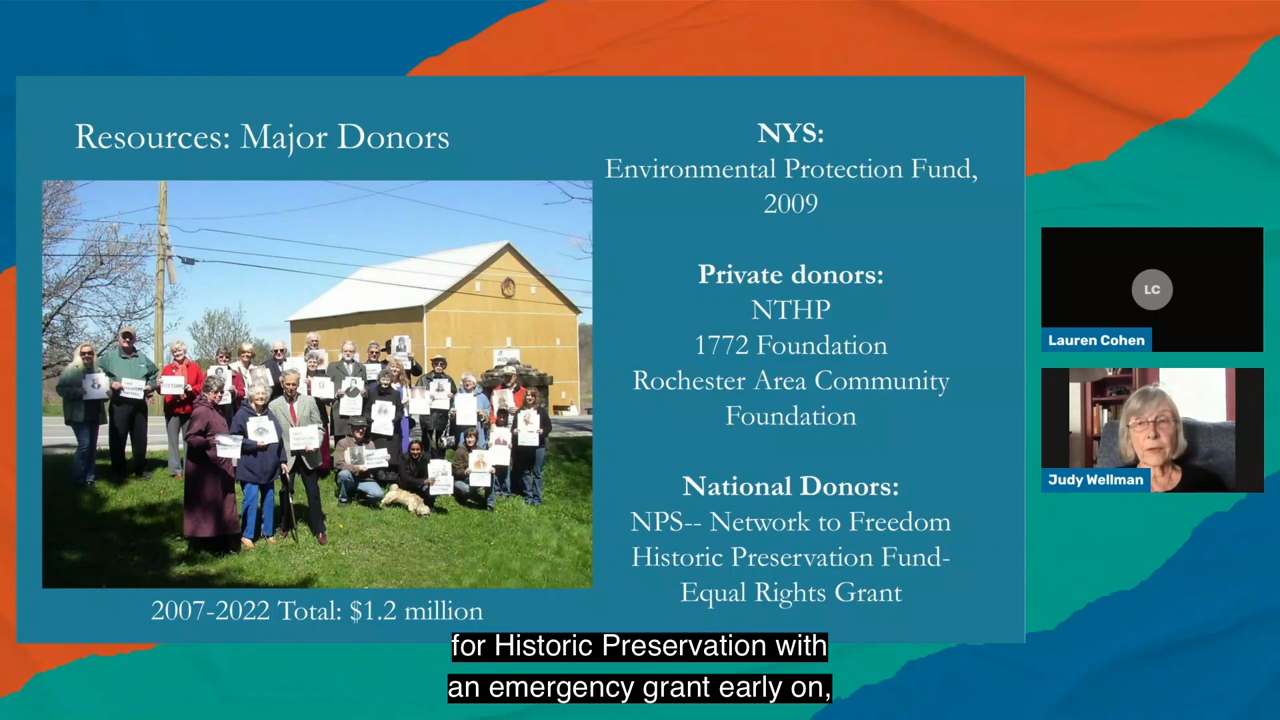 Resources: Major Donors
2007-2022 Total: $1.2 million
NYS:
Environmental Protection Fund,
2009
Private donors:
NTHP
1772 Foundation
Rochester Area Community
Foundation
National Donors:
NPS-- Network to Freedom
Historic Preservation Fund-
Equal Rights Grant
LC
Lauren Cohen
Judy Wellman
for Historic Preservation with
an emergency grant early on,